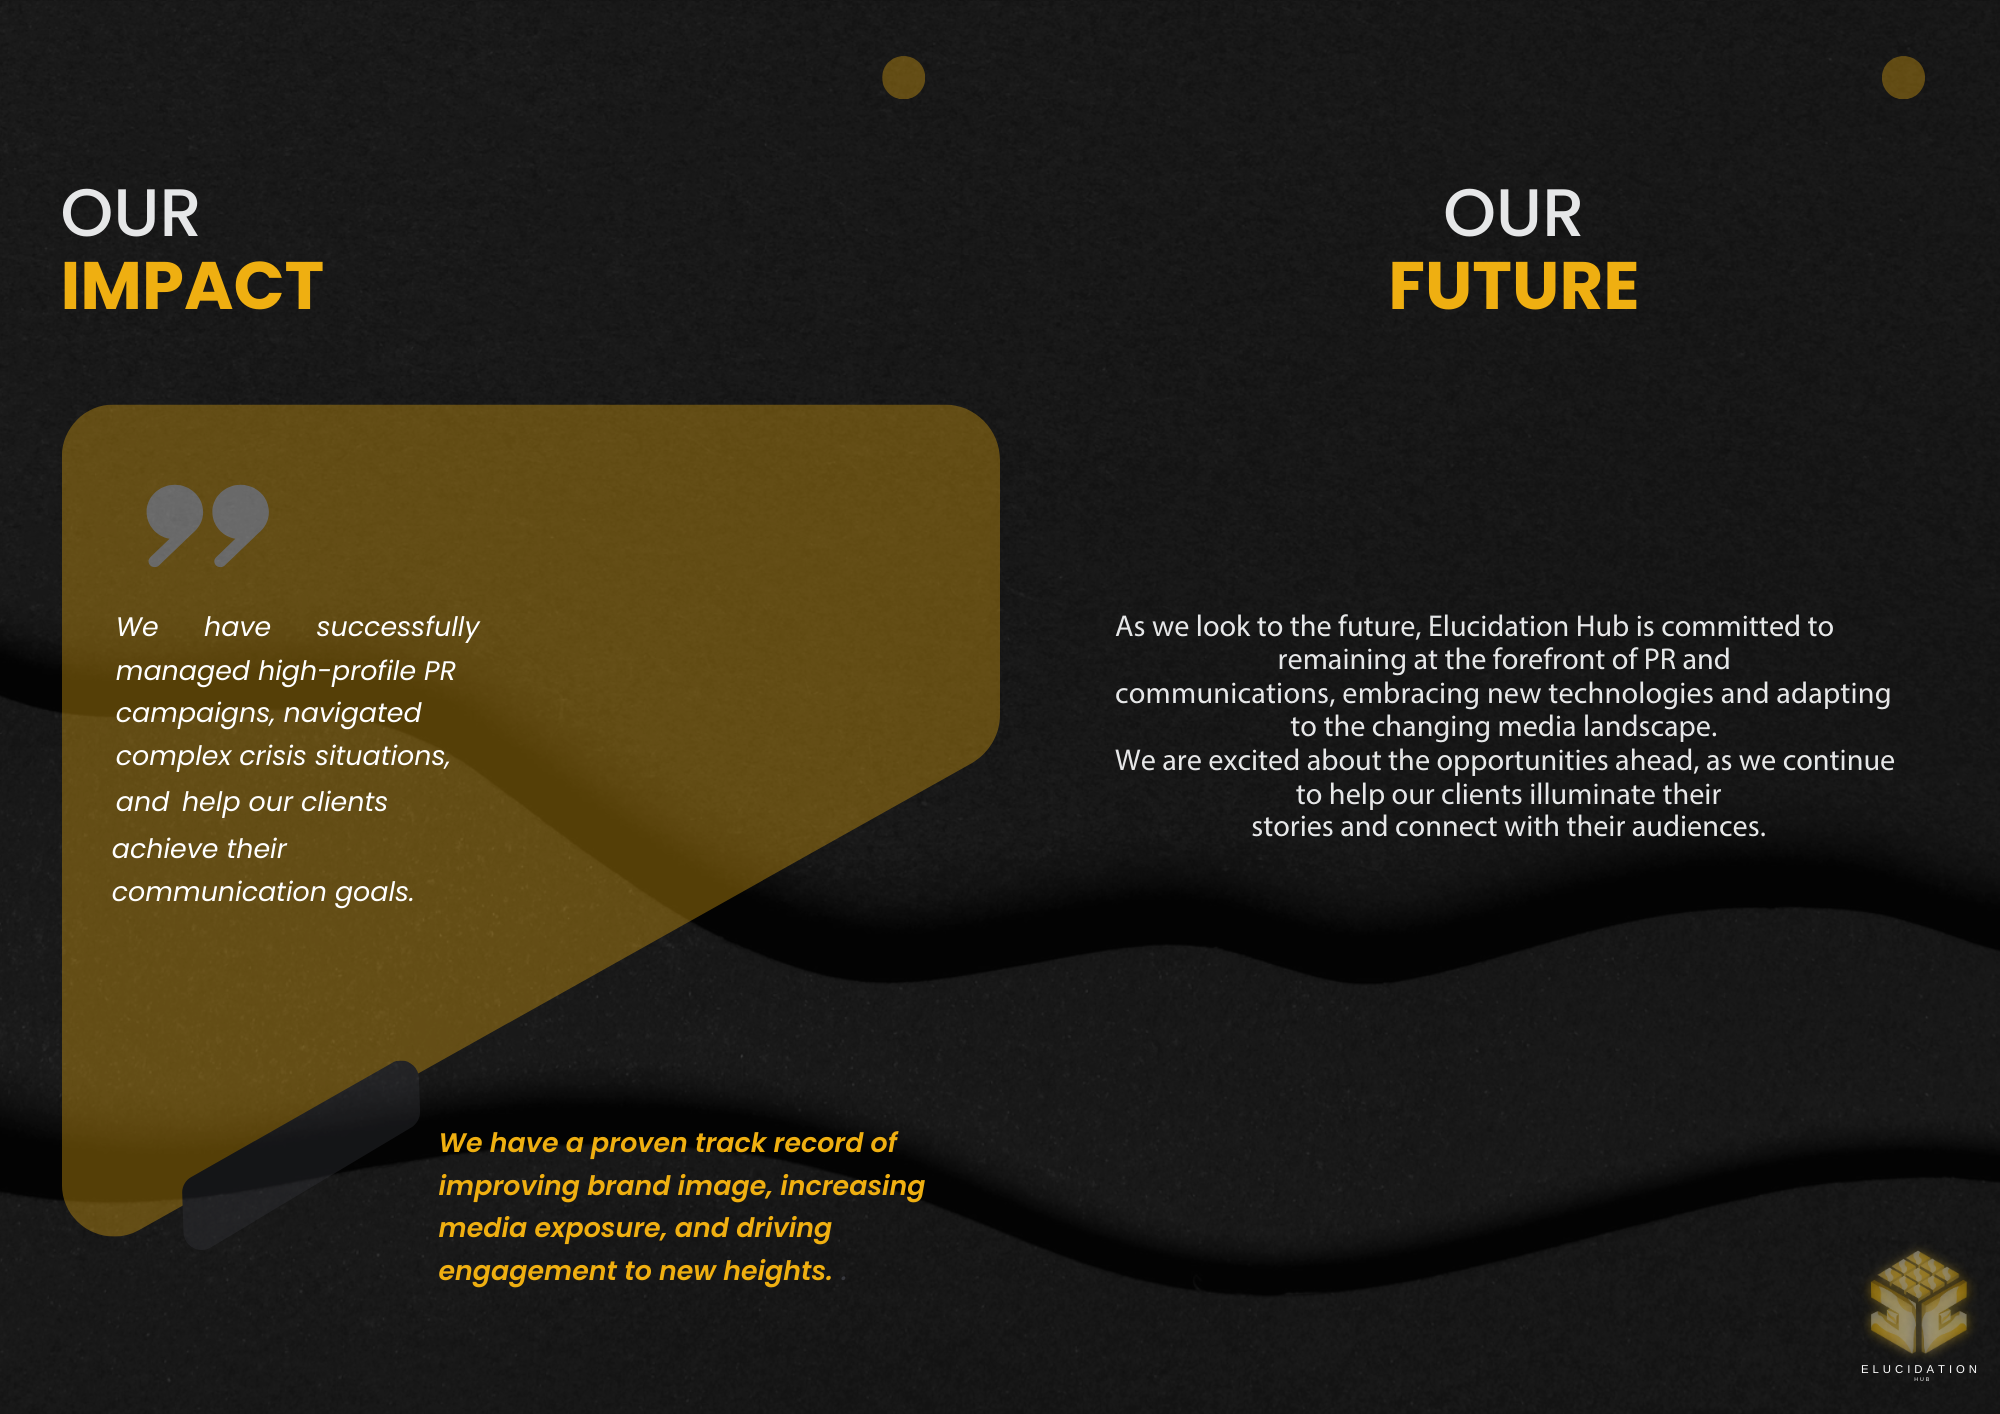 OUR
IMPACT
We have successfully
managed high-profile PR
campaigns, navigated
complex crisis situations,
and help our clients
achieve their
communication goals.
We have a proven track record of
improving brand image, increasing
media exposure, and driving
engagement to new heights.
OUR
FUTURE
As we look to the future, Elucidation Hub is committed to
remaining at the forefront of PR and
communications, embracing new technologies and adapting
to the changing media landscape.
We are excited about the opportunities ahead, as we continue
to help our clients illuminate their
stories and connect with their audiences.
ELUCIDATION
HUB